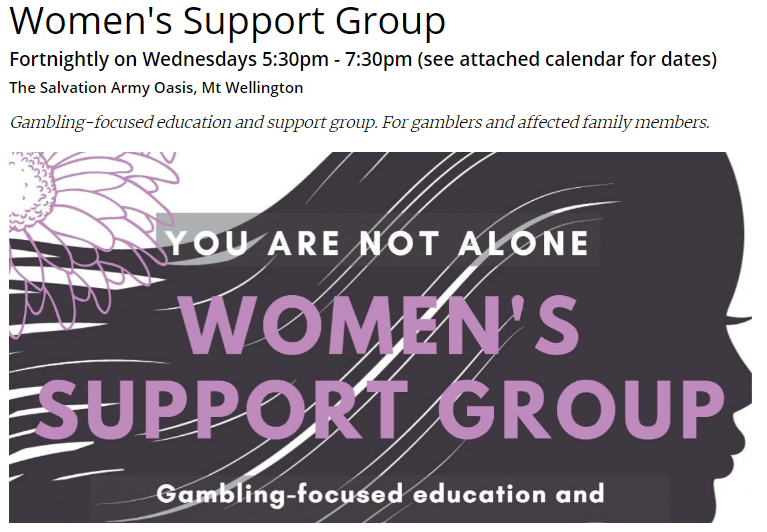 Women's Support Group
Fortnightly on Wednesdays 5:30pm - 7:30pm (see attached calendar for dates)
The Salvation Army Oasis, Mt Wellington
Gambling-focused education and support group. For gamblers and affected family members.
YOU ARE NOT ALONE
WOMEN'S
SUPPORT GROUP
Gambling-focused education and